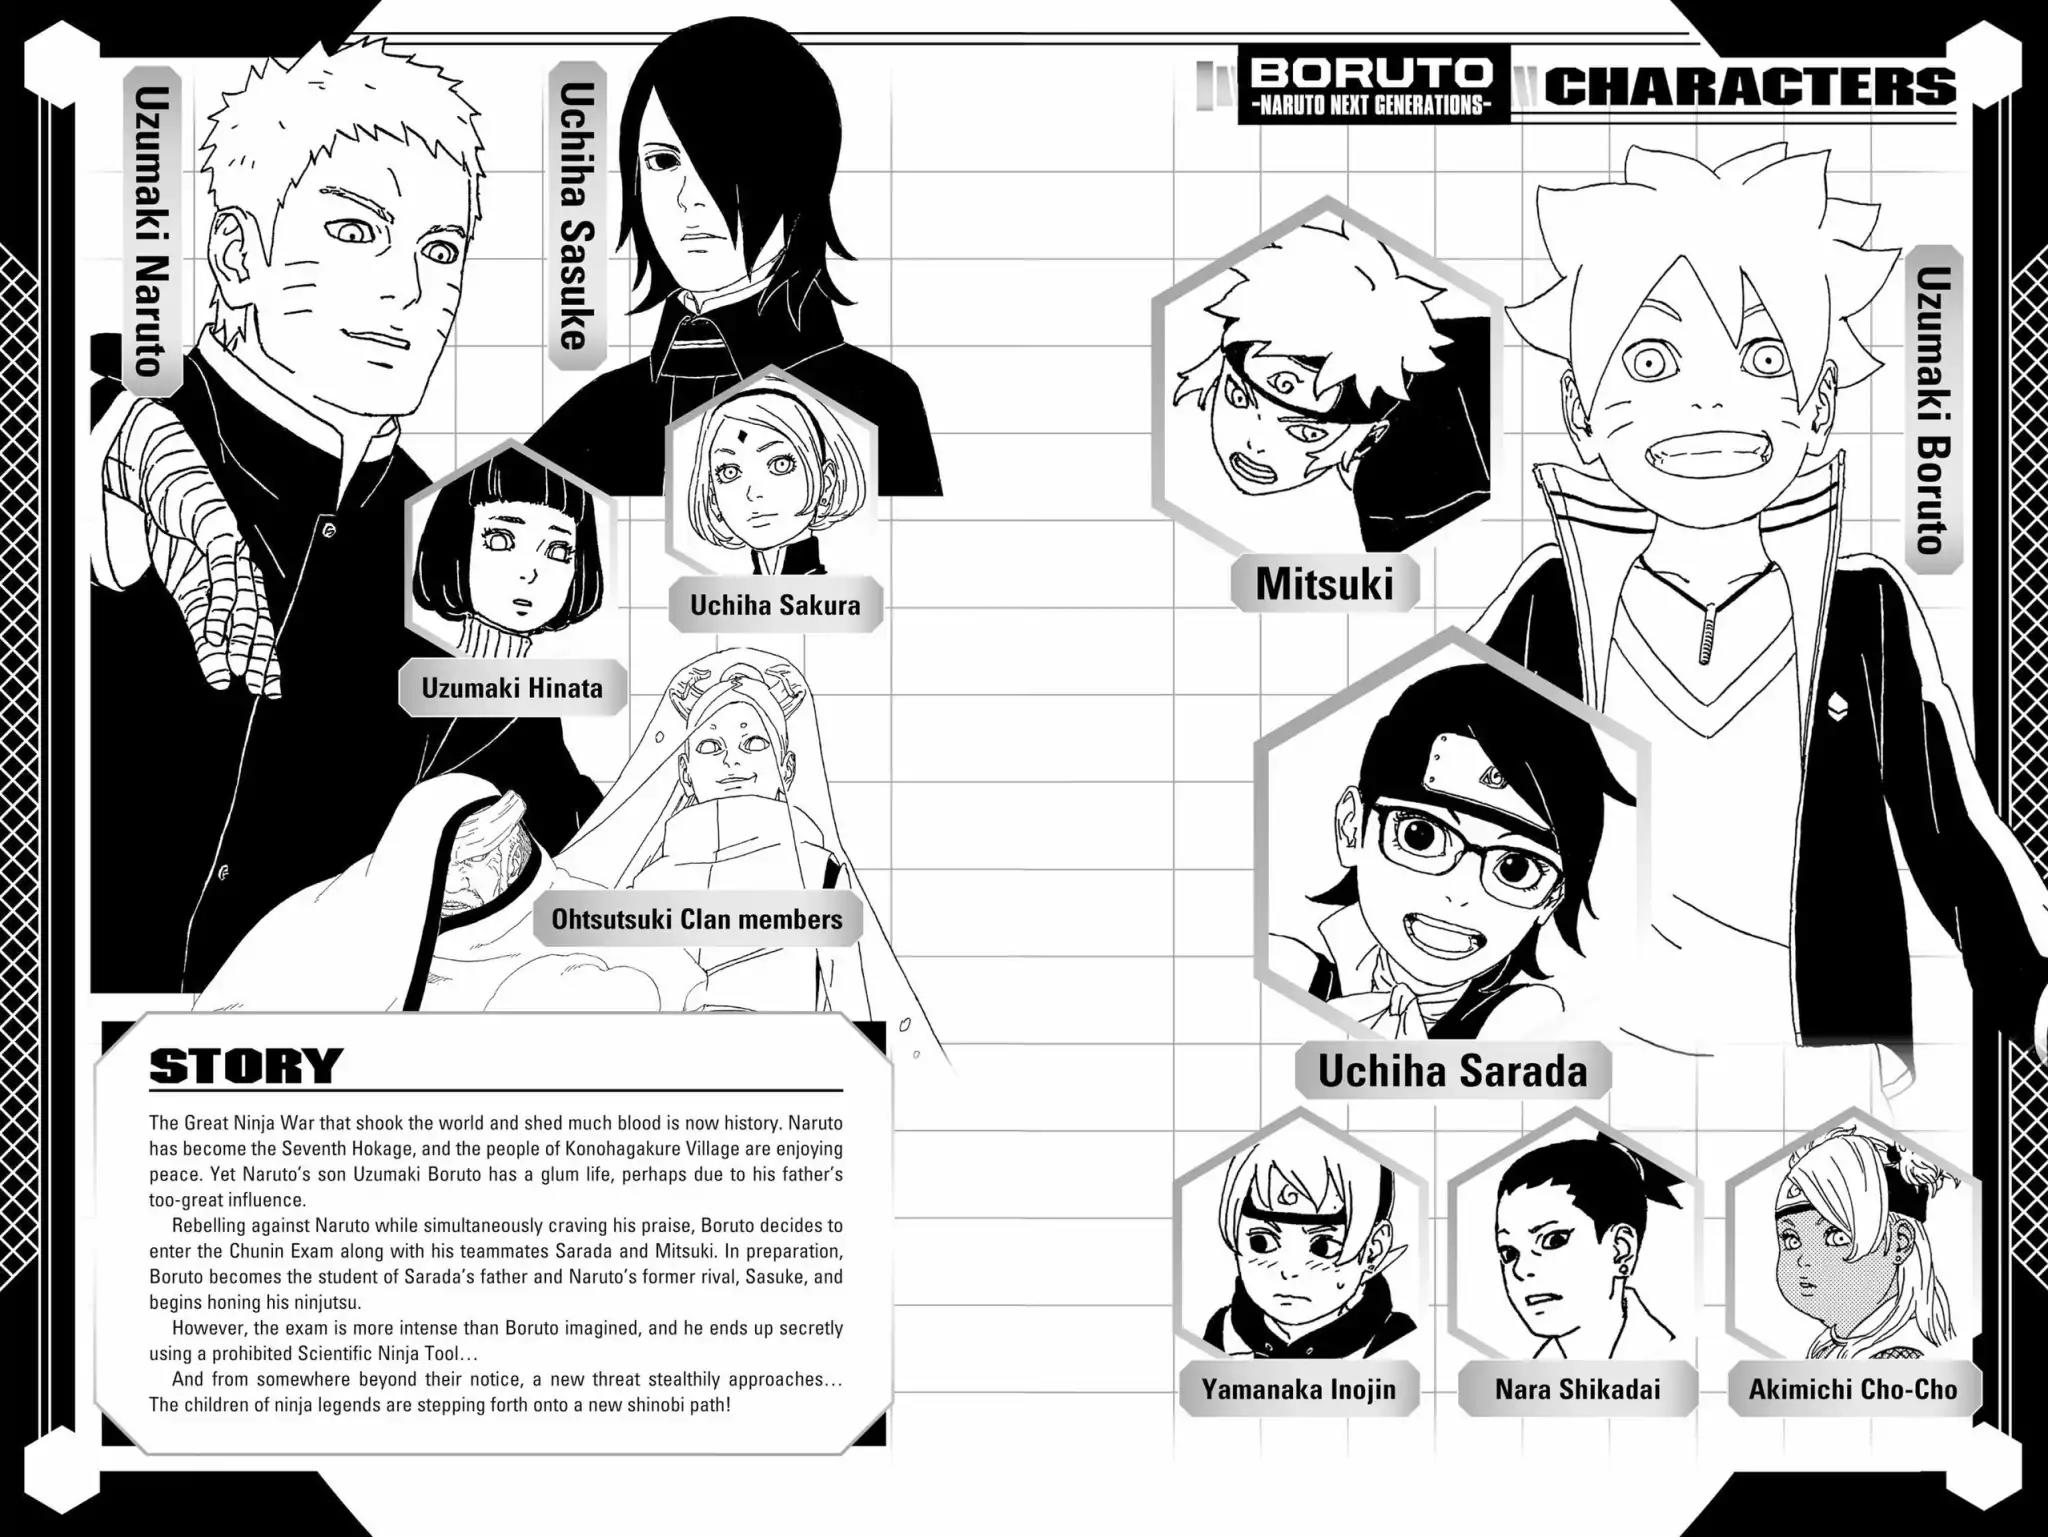 BORUTO
-NARUTO NEXT GENERATIONS-
CHARACTERS
Uzumaki Boruto
Mitsuki
Uchiha Sarada
Yamanaka Inojin
Nara Shikadai
Akimichi Cho-Cho
Uzumaki Naruto
Uchiha Sasuke
Uchiha Sakura
Uzumaki Hinata
Ohtsutsuki Clan members
STORY
The Great Ninja War that shook the world and shed much blood is now history. Naruto
has become the Seventh Hokage, and the people of Konohagakure Village are enjoying
peace. Yet Naruto's son Uzumaki Boruto has a glum life, perhaps due to his father's
too-great influence.
Rebelling against Naruto while simultaneously craving his praise, Boruto decides to
enter the Chunin Exam along with his teammates Sarada and Mitsuki. In preparation,
Boruto becomes the student of Sarada's father and Naruto's former rival, Sasuke, and
begins honing his ninjutsu.
However, the exam is more intense than Boruto imagined, and he ends up secretly
using a prohibited Scientific Ninja Tool...
And from somewhere beyond their notice, a new threat stealthily approaches...
The children of ninja legends are stepping forth onto a new shinobi path!